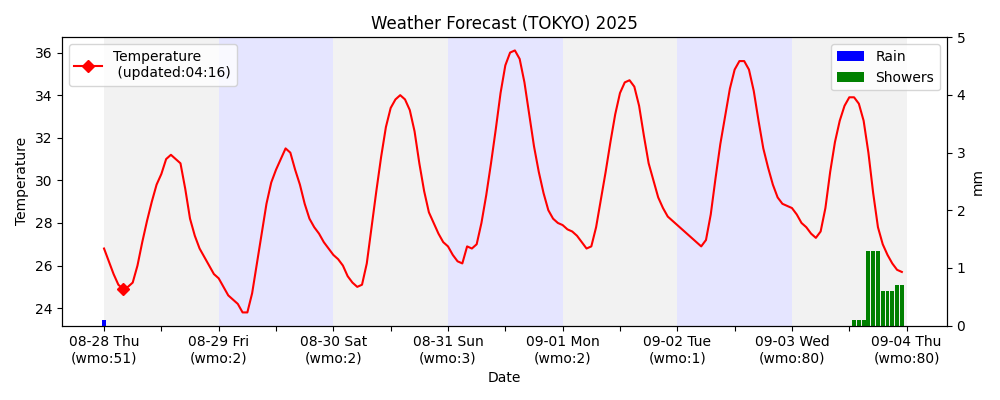 Weather Forecast (TOKYO) 2025
Temperature
(updated:04:16)
Rain
Showers
Temperature
36
34
32
30
28
26
24
5
4
3
2
1
0
mm
08-28 Thu
(wmo:51)
08-29 Fri
(wmo:2)
08-30 Sat
(wmo:2)
08-31 Sun
(wmo:3)
09-01 Mon
(wmo:2)
09-02 Tue
(wmo:1)
09-03 Wed
(wmo:80)
09-04 Thu
(wmo:80)
Date